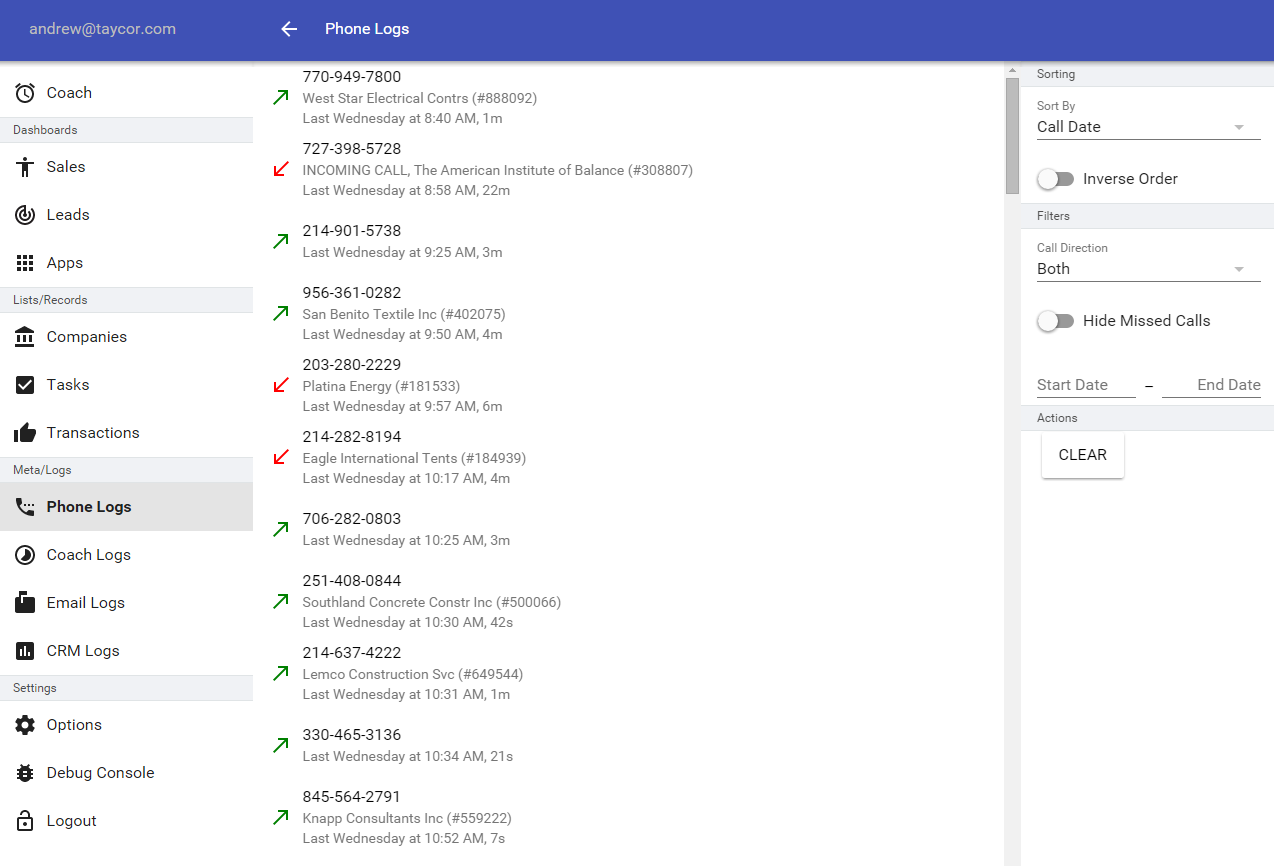 andrew@taycor.com
Phone Logs
Coach
Dashboards
Sales
Leads
Apps
Lists/Records
Companies
Tasks
Transactions
Meta/Logs
Phone Logs
Coach Logs
Email Logs
CRM Logs
Settings
Options
Debug Console
Logout
770-949-7800
West Star Electrical Contrs (#888092)
Last Wednesday at 8:40 AM, 1m
727-398-5728
INCOMING CALL, The American Institute of Balance (#308807)
Last Wednesday at 8:58 AM, 22m
214-901-5738
Last Wednesday at 9:25 AM, 3m
956-361-0282
San Benito Textile Inc (#402075)
Last Wednesday at 9:50 AM, 4m
203-280-2229
Platina Energy (#181533)
Last Wednesday at 9:57 AM, 6m
214-282-8194
Eagle International Tents (#184939)
Last Wednesday at 10:17 AM, 4m
706-282-0803
Last Wednesday at 10:25 AM, 3m
251-408-0844
Southland Concrete Constr Inc (#500066)
Last Wednesday at 10:30 AM, 42s
214-637-4222
Lemco Construction Svc (#649544)
Last Wednesday at 10:31 AM, 1m
330-465-3136
Last Wednesday at 10:34 AM, 21s
845-564-2791
Knapp Consultants Inc (#559222)
Last Wednesday at 10:52 AM, 7s
Sorting
Sort By
Call Date
Inverse Order
Filters
Call Direction
Both
Hide Missed Calls
Start Date – End Date
Actions
CLEAR